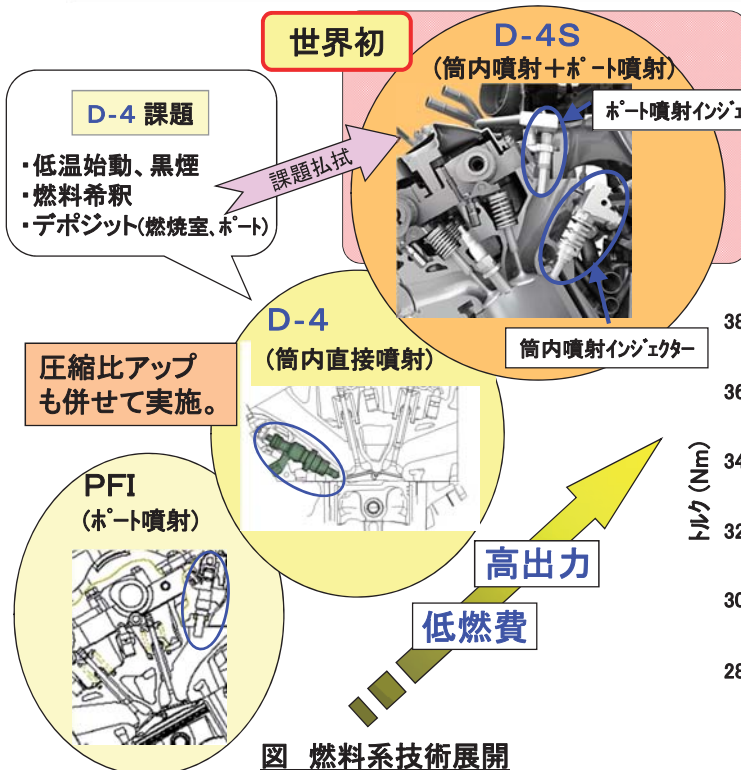 世界初
D-4S
(筒内噴射+ポート噴射)
ポート噴射インジェ
D-4 課題
・低温始動、黒煙
・燃料希釈
・デポジット(燃焼室、ポート)
課題払拭
筒内噴射インジェクター
D-4
(筒内直接噴射)
圧縮比アップ
も併せて実施。
PFI
(ポート噴射)
高出力
低燃費
トルク(Nm)
38
36
34
32
30
28
図 燃料系技術展開